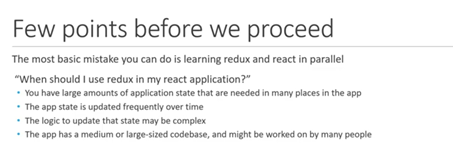 Few points before we proceed
The most basic mistake you can do is learning redux and react in parallel
“When should I use redux in my react application?”
• You have large amounts of application state that are needed in many places in the app
• The app state is updated frequently over time
• The logic to update that state may be complex
• The app has a medium or large-sized codebase, and might be worked on by many people